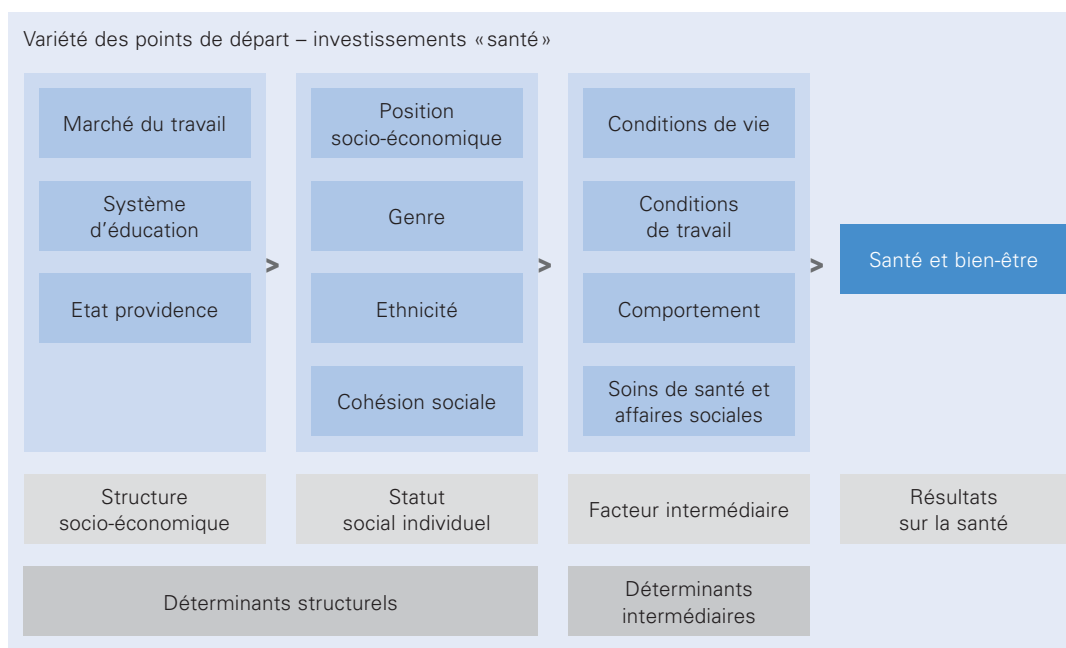 Variété des points de départ – investissements «santé»
Marché du travail
Système
d'éducation
Etat providence
>
Position
socio-économique
Genre
Ethnicité
Cohésion sociale
>
Conditions de vie
Conditions
de travail
Comportement
Soins de santé et
affaires sociales
>
Santé et bien-être
Structure
socio-économique
Statut
social individuel
Facteur intermédiaire
Résultats
sur la santé
Déterminants structurels
Déterminants
intermédiaires